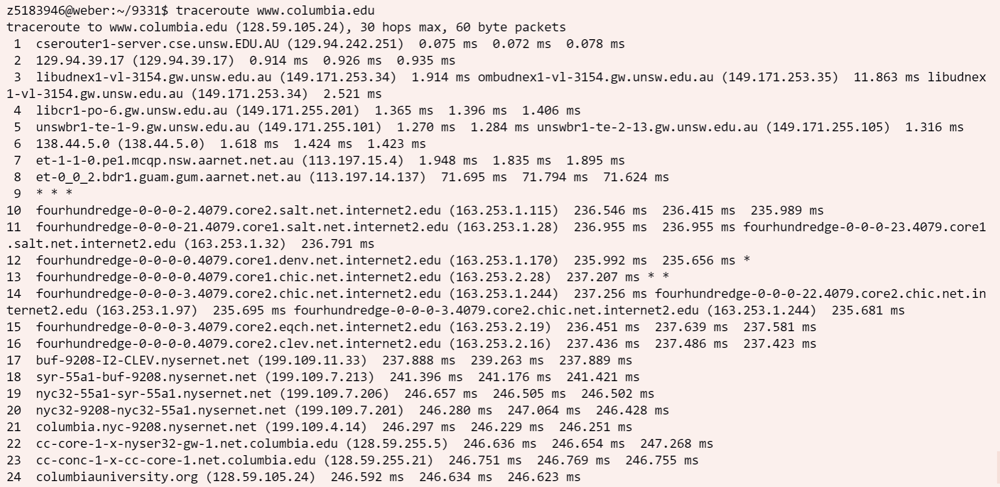 z5183946@weber:~/9331$ traceroute www.columbia.edu
traceroute to www.columbia.edu (128.59.105.24), 30 hops max, 60 byte packets
 1  cserouter1-server.cse.unsw.EDU.AU (129.94.242.251)  0.075 ms  0.072 ms  0.078 ms
 2  129.94.39.17 (129.94.39.17)  0.914 ms  0.926 ms  0.935 ms
 3  libudnex1-vl-3154.gw.unsw.edu.au (149.171.253.34)  1.914 ms ombudnex1-vl-3154.gw.unsw.edu.au (149.171.253.35)  11.863 ms libudnex
1-vl-3154.gw.unsw.edu.au (149.171.253.34)  2.521 ms
 4  libcr1-po-6.gw.unsw.edu.au (149.171.255.201)  1.365 ms  1.396 ms  1.406 ms
 5  unswbr1-te-1-9.gw.unsw.edu.au (149.171.255.101)  1.270 ms  1.284 ms unswbr1-te-2-13.gw.unsw.edu.au (149.171.255.105)  1.316 ms
 6  138.44.5.0 (138.44.5.0)  1.618 ms  1.424 ms  1.423 ms
 7  et-1-1-0.pe1.mcqp.nsw.aarnet.net.au (113.197.15.4)  1.948 ms  1.835 ms  1.895 ms
 8  et-0_0_2.bdr1.guam.gum.aarnet.net.au (113.197.14.137)  71.695 ms  71.794 ms  71.624 ms
 9  * * *
10  fourhundredge-0-0-0-2.4079.core2.salt.net.internet2.edu (163.253.1.115)  236.546 ms  236.415 ms  235.989 ms
11  fourhundredge-0-0-0-21.4079.core1.salt.net.internet2.edu (163.253.1.28)  236.955 ms  236.955 ms fourhundredge-0-0-0-23.4079.core1
.salt.net.internet2.edu (163.253.1.32)  236.791 ms
12  fourhundredge-0-0-0-0.4079.core1.denv.net.internet2.edu (163.253.1.170)  235.992 ms  235.656 ms *
13  fourhundredge-0-0-0-0.4079.core1.chic.net.internet2.edu (163.253.2.28)  237.207 ms * *
14  fourhundredge-0-0-0-3.4079.core2.chic.net.internet2.edu (163.253.1.244)  237.256 ms fourhundredge-0-0-0-22.4079.core2.chic.net.in
ternet2.edu (163.253.1.97)  235.695 ms fourhundredge-0-0-0-3.4079.core2.chic.net.internet2.edu (163.253.1.244)  235.681 ms
15  fourhundredge-0-0-0-3.4079.core2.eqch.net.internet2.edu (163.253.2.19)  236.451 ms  237.639 ms  237.581 ms
16  fourhundredge-0-0-0-0.4079.core2.clev.net.internet2.edu (163.253.2.16)  237.436 ms  237.486 ms  237.423 ms
17  buf-9208-I2-CLEV.nysernet.net (199.109.11.33)  237.888 ms  239.263 ms  237.889 ms
18  syr-55a1-buf-9208.nysernet.net (199.109.7.213)  241.396 ms  241.176 ms  241.421 ms
19  nyc32-55a1-syr-55a1.nysernet.net (199.109.7.206)  246.657 ms  246.505 ms  246.502 ms
20  nyc32-9208-nyc32-55a1.nysernet.net (199.109.7.201)  246.280 ms  247.064 ms  246.428 ms
21  columbia.nyc-9208.nysernet.net (199.109.4.14)  246.297 ms  246.229 ms  246.251 ms
22  cc-core-1-x-nyser32-gw-1.net.columbia.edu (128.59.255.5)  246.636 ms  246.654 ms  247.268 ms
23  cc-conc-1-x-cc-core-1.net.columbia.edu (128.59.255.21)  246.751 ms  246.769 ms  246.755 ms
24  columbiauniversity.org (128.59.105.24)  246.592 ms  246.634 ms  246.623 ms